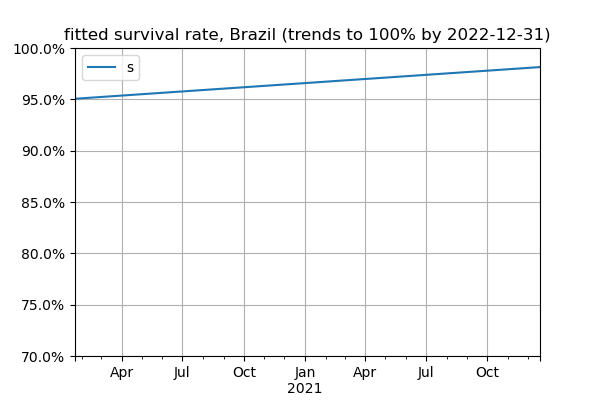 fitted survival rate, Brazil (trends to 100% by 2022-12-31)
100.0%
s
95.0%
90.0%
85.0%
80.0%
75.0%
70.0%
Apr Jul Oct Jan Apr Jul Oct
2021